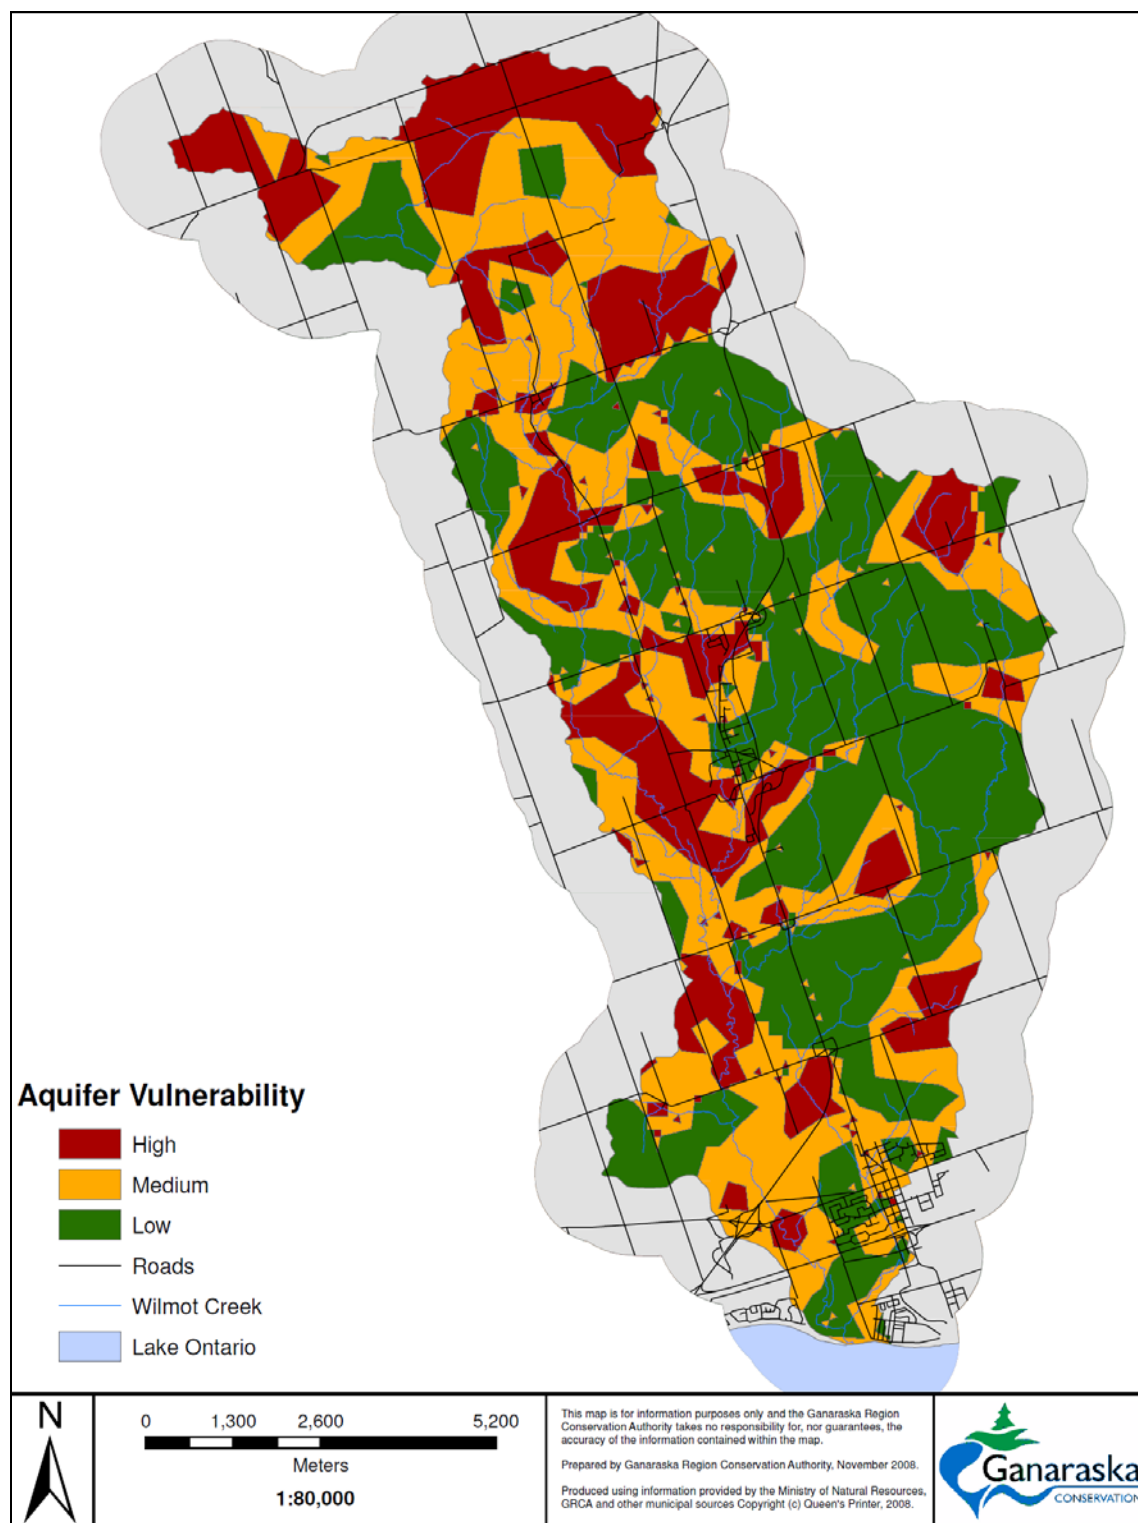 Aquifer Vulnerability
High
Medium
Low
Roads
Wilmot Creek
Lake Ontario
N
0 1,300 2,600 5,200
Meters
1:80,000
This map is for information purposes only and the Ganaraska Region
Conservation Authority takes no responsibility for, nor guarantees, the
accuracy of the information contained within the map.
Prepared by Ganaraska Region Conservation Authority, November 2008.
Produced using information provided by the Ministry of Natural Resources,
GRCA and other municipal sources Copyright (c) Queen's Printer, 2008.
Ganaraska
CONSERVATION